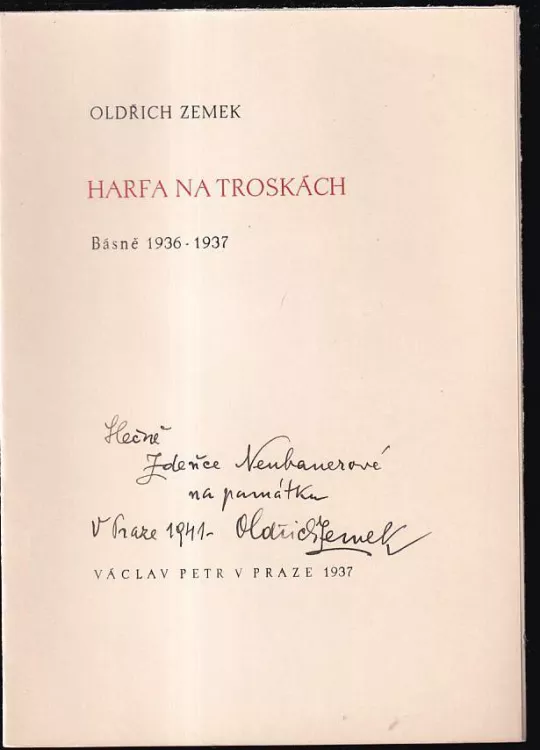 OLDŘICH ZEMEK
HARFA NA TROSKÁCH
Básně 1936-1937
Slečně
Zdeňce Neubauerové
na památku
V Praze 1941- Oldřich Zemek
VÁCLAV PETR V PRAZE 1937